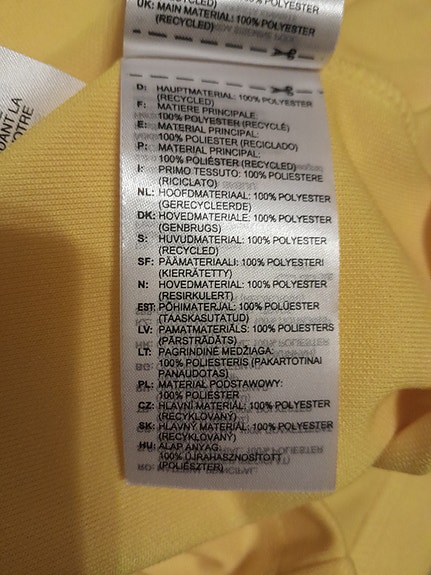 UK: MAIN MATERIAL: 100% POLYESTER
(RECYCLED)
DANT LA
OTRE
D: HAUPTMATERIAL: 100% POLYESTER
(RECYCLED)
F: MATIERE PRINCIPALE:
100% POLYESTER (RECYCLÉ)
E: MATERIAL PRINCIPAL:
100% POLIESTER (RECICLADO)
P: MATERIAL PRINCIPAL:
100% POLIÉSTER (RECYCLED)
I: PRIMO TESSUTO: 100% POLIESTERE
(RICICLATO)
NL: HOOFDMATERIAAL: 100% POLYESTER
(GERECYCLEERDE)
DK: HOVEDMATERIALE: 100% POLYESTER
(GENBRUGS)
S: HUVUDMATERIAL: 100% POLYESTER
(RECYCLED)
SF: PÄÄMATERIAALI: 100% POLYESTERI
(KIERRÄTETTY)
N: HOVEDMATERIAL: 100% POLYESTER
(RESIRKULERT)
EST: PÕHIMATERJAL: 100% POLÜESTER
(TAASKASUTATUD)
LV: PAMATMATERIĀLS: 100% POLIESTERS
(PĀRSTRĀDĀTS)
LT: PAGRINDINĖ MEDŽIAGA:
100% POLIESTERIS (PAKARTOTINAI
PANAUDOTAS)
PL: MATERIAŁ PODSTAWOWY:
100% POLIESTER
CZ: HLAVNÍ MATERIÁL: 100% POLYESTER
(RECYKLOVANÝ)
SK: HLAVNÝ MATERIÁL: 100% POLYESTER
(RECYKLOVANÝ)
HU: ALAP ANYAG:
100% ÚJRAHASZNOSÍTOTT
(POLIÉSZTER)